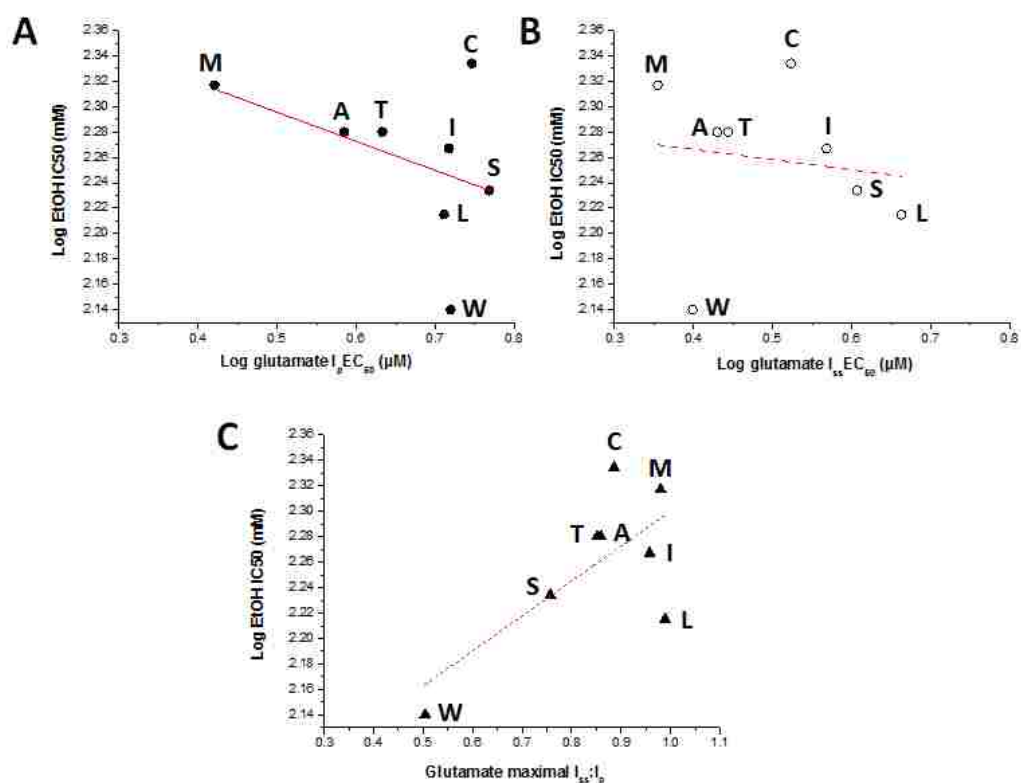 A
Log EtOH IC50 (mM)
2.36
2.34
2.32
2.30
2.28
2.26
2.24
2.22
2.20
2.18
2.16
2.14
M
C
A
T
I
S
L
W
0.3 0.4 0.5 0.6 0.7 0.8
Log glutamate IpEC50 (µM)
B
Log EtOH IC50 (mM)
2.36
2.34
2.32
2.30
2.28
2.26
2.24
2.22
2.20
2.18
2.16
2.14
M
C
A
T
I
S
L
W
0.3 0.4 0.5 0.6 0.7 0.8
Log glutamate IssEC50 (µM)
C
Log EtOH IC50 (mM)
2.36
2.34
2.32
2.30
2.28
2.26
2.24
2.22
2.20
2.18
2.16
2.14
C
M
T
A
I
S
L
W
0.3 0.4 0.5 0.6 0.7 0.8 0.9 1.0 1.1
Glutamate maximal Iss:Ip